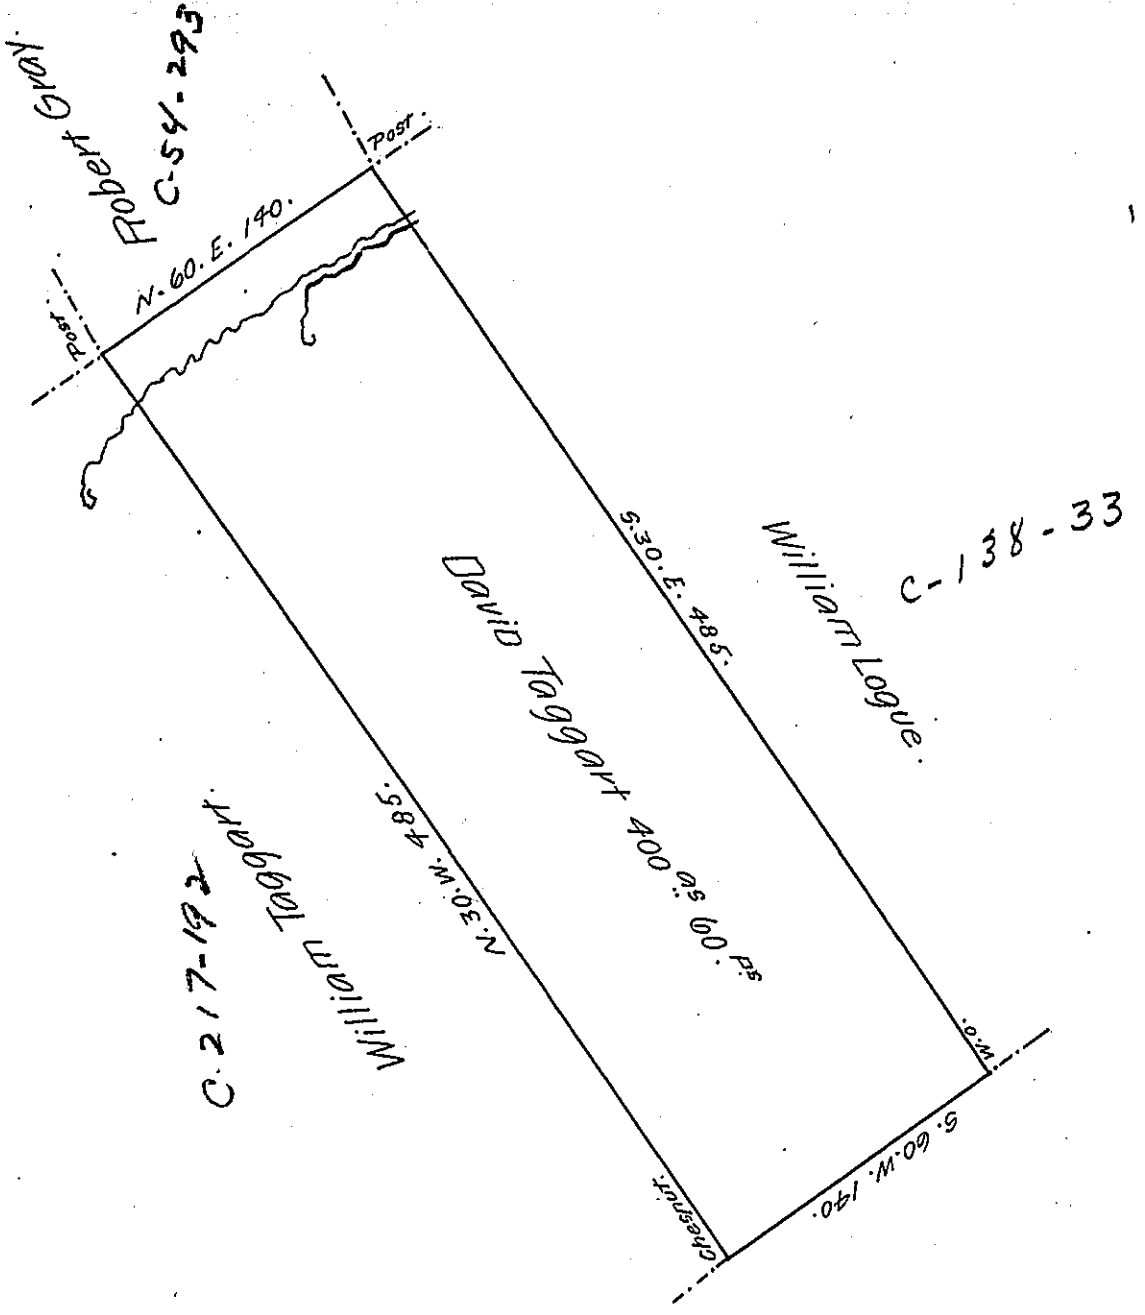 Robert Gray.
C-54-293
Post.
N. 60. E. 140.
Post.
S. 30. E. 485.
William Logue.
C-138-33
David Taggart 400 as 60. ps
N. 30. W. 485.
William Taggart.
C. 217-192
Chesnut.
S. 60. W. 140.
W.O.